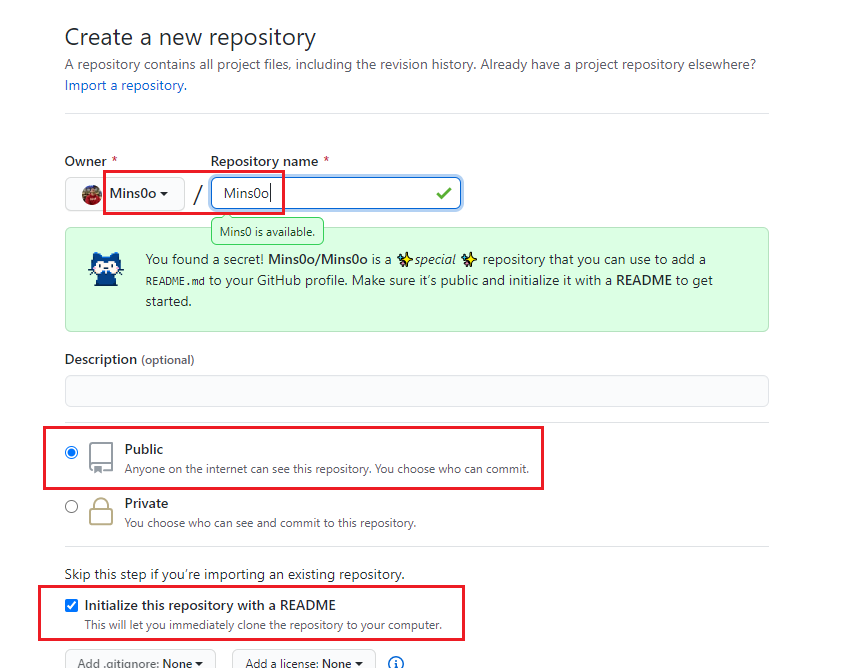 Create a new repository
A repository contains all project files, including the revision history. Already have a project repository elsewhere?
Import a repository.
Owner * Repository name *
Mins0o / Mins0o
Mins0 is available.
You found a secret! Mins0o/Mins0o is a ✨special ✨ repository that you can use to add a
README.md to your GitHub profile. Make sure it's public and initialize it with a README to get
started.
Description (optional)
Public
Anyone on the internet can see this repository. You choose who can commit.
Private
You choose who can see and commit to this repository.
Skip this step if you're importing an existing repository.
Initialize this repository with a README
This will let you immediately clone the repository to your computer.
Add .gitignore: None Add a license: None